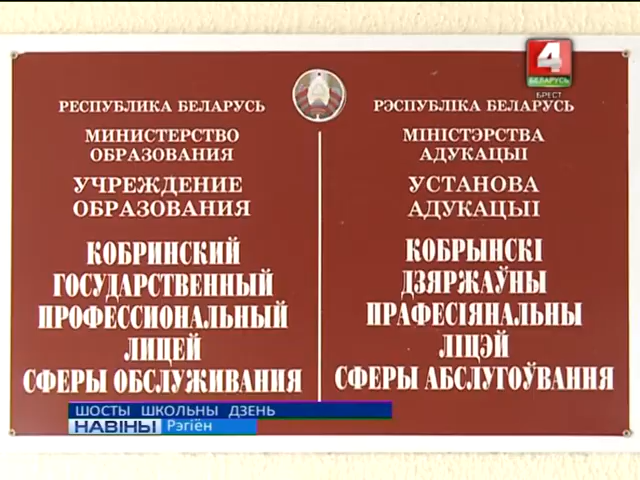 4
БЕЛАРУСЬ
БРЕСТ
РЕСПУБЛИКА БЕЛАРУСЬ
МИНИСТЕРСТВО
ОБРАЗОВАНИЯ
УЧРЕЖДЕНИЕ
ОБРАЗОВАНИЯ
КОБРИНСКИЙ
ГОСУДАРСТВЕННЫЙ
ПРОФЕССИОНАЛЬНЫЙ
ЛИЦЕЙ
СФЕРЫ ОБСЛУЖИВАНИЯ
РЭСПУБЛІКА БЕЛАРУСЬ
МІНІСТЭРСТВА
АДУКАЦЫІ
УСТАНОВА
АДУКАЦЫІ
КОБРЫНСКІ
ДЗЯРЖАЎНЫ
ПРАФЕСІЯНАЛЬНЫ
ЛІЦЭЙ
СФЕРЫ АБСЛУГОЎВАННЯ
ШОСТЫ ШКОЛЬНЫ ДЗЕНЬ
НАВІНЫ Рэгіён